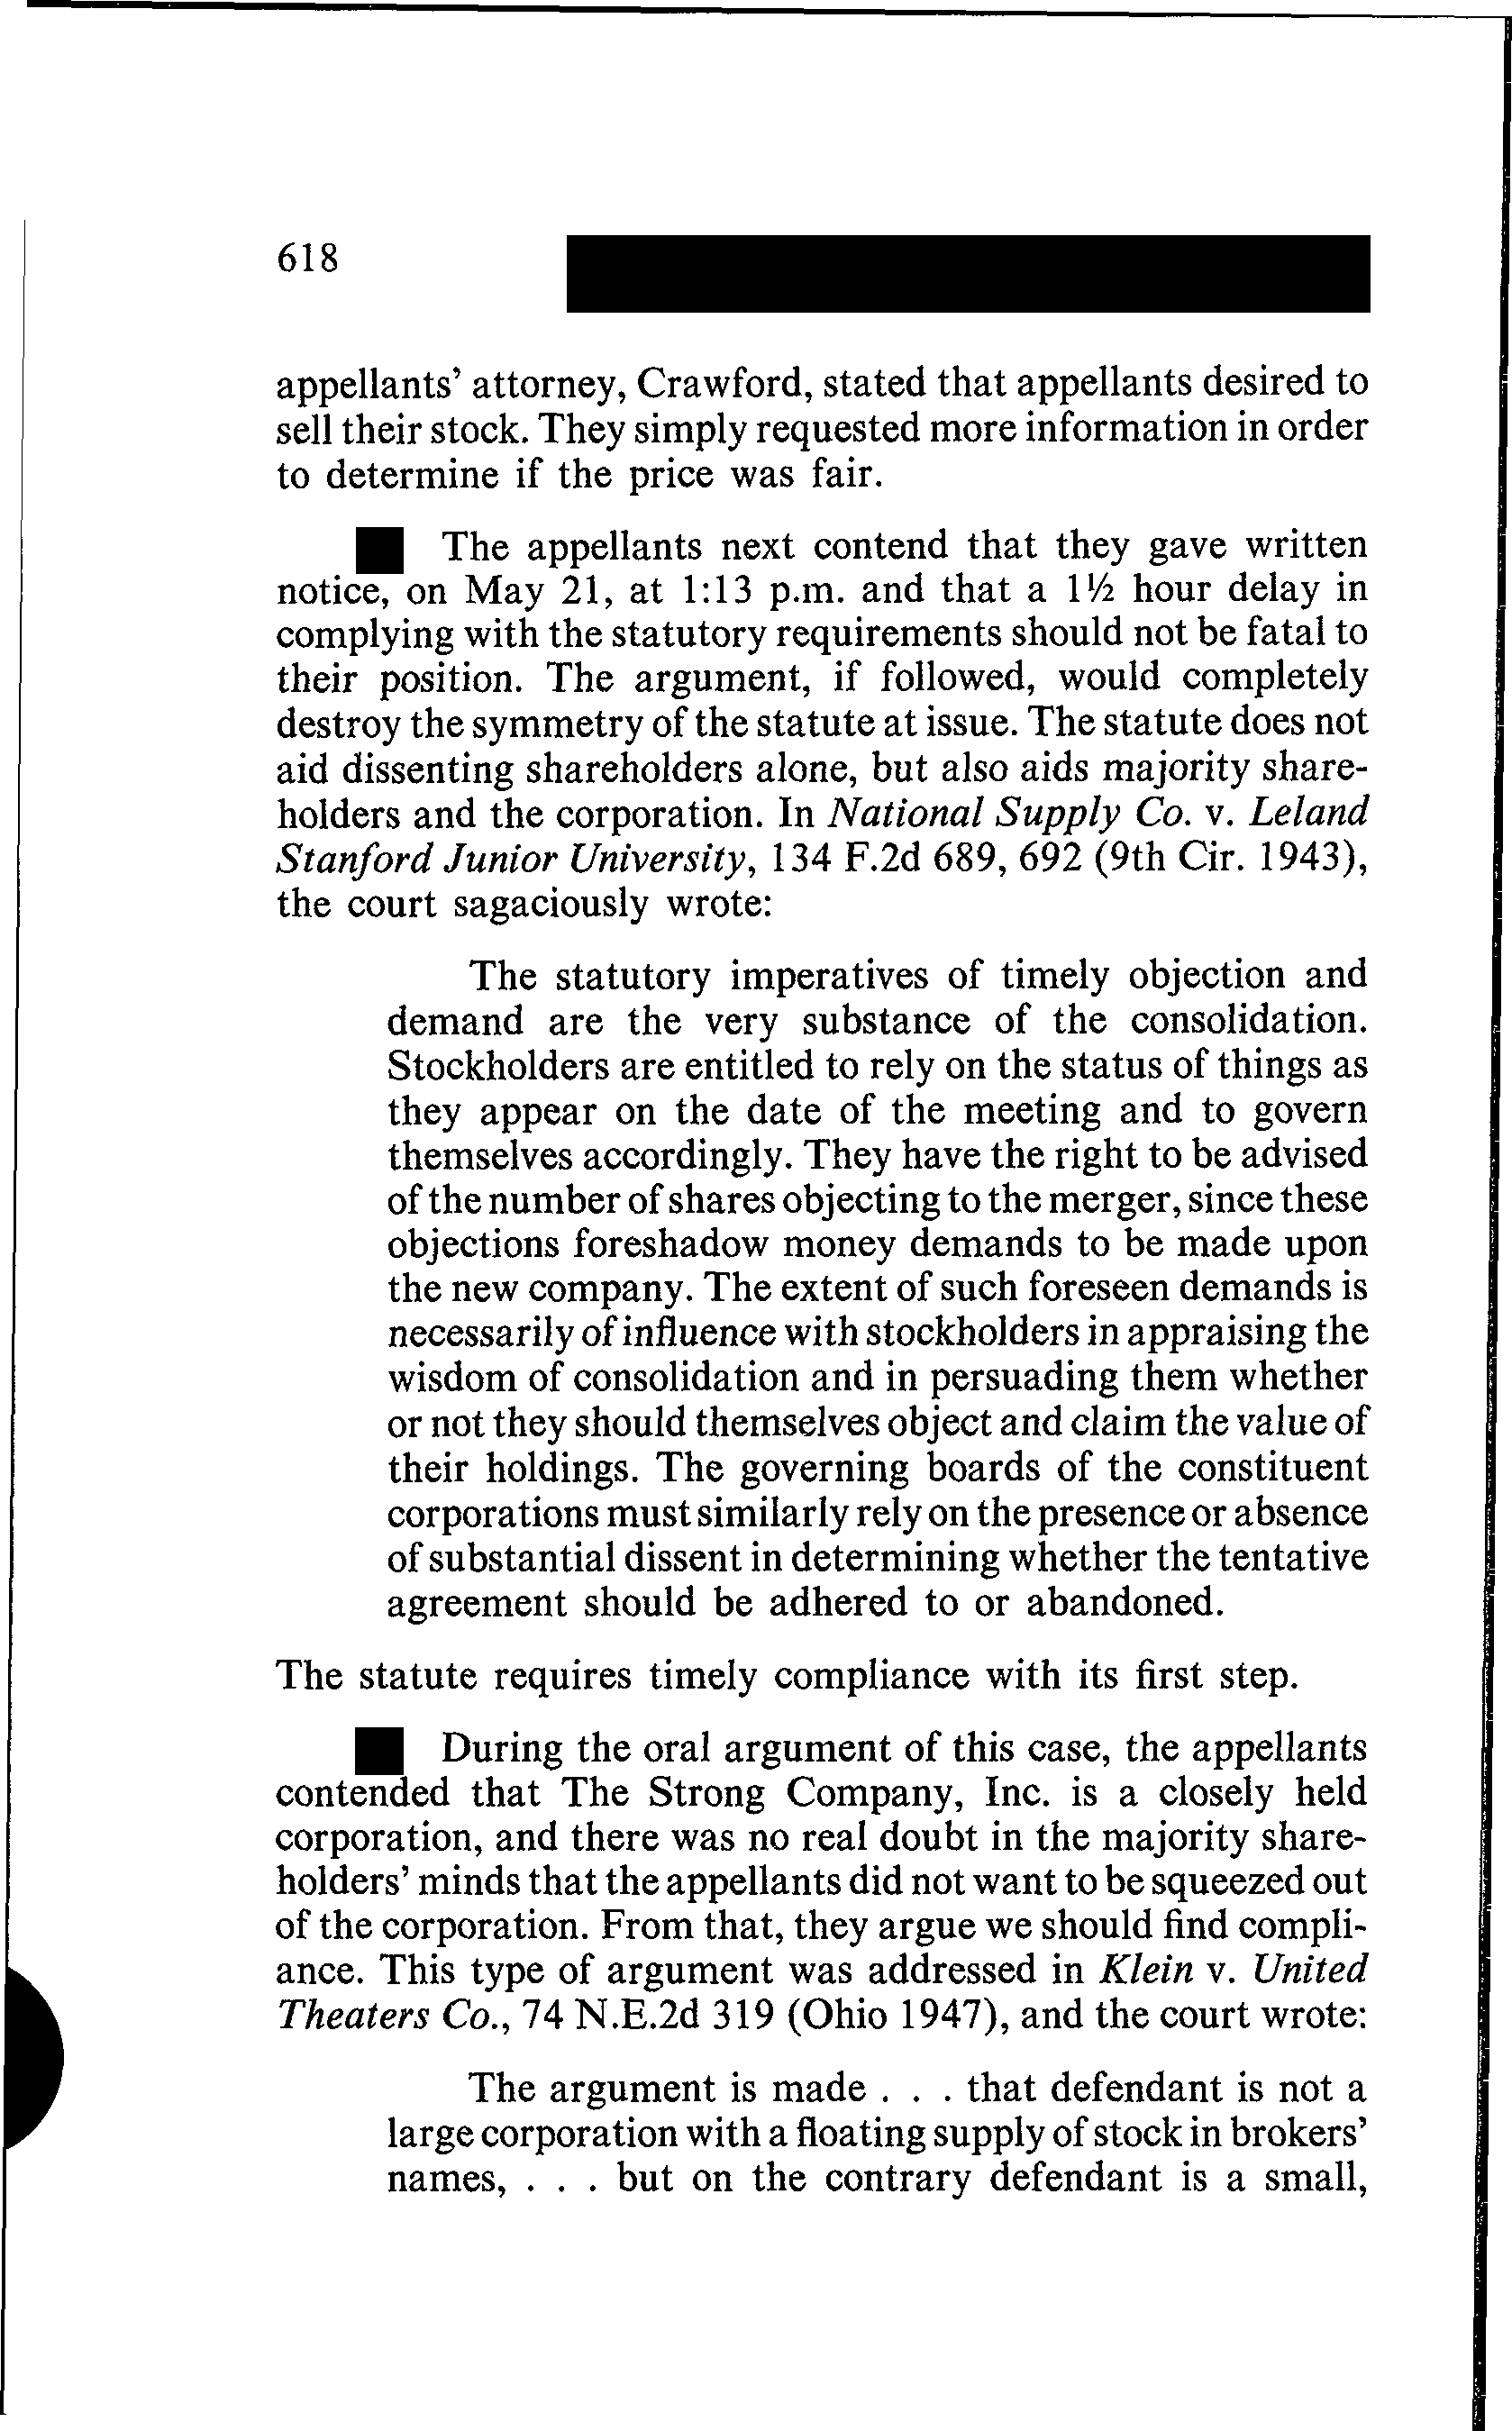 618
appellants’ attorney, Crawford, stated that appellants desired to
sell their stock. They simply requested more information in order
to determine if the price was fair.
The appellants next contend that they gave written
notice, on May 21, at 1:13 p.m. and that a 1½ hour delay in
complying with the statutory requirements should not be fatal to
their position. The argument, if followed, would completely
destroy the symmetry of the statute at issue. The statute does not
aid dissenting shareholders alone, but also aids majority share-
holders and the corporation. In National Supply Co. v. Leland
Stanford Junior University, 134 F.2d 689, 692 (9th Cir. 1943),
the court sagaciously wrote:
The statutory imperatives of timely objection and
demand are the very substance of the consolidation.
Stockholders are entitled to rely on the status of things as
they appear on the date of the meeting and to govern
themselves accordingly. They have the right to be advised
of the number of shares objecting to the merger, since these
objections foreshadow money demands to be made upon
the new company. The extent of such foreseen demands is
necessarily of influence with stockholders in appraising the
wisdom of consolidation and in persuading them whether
or not they should themselves object and claim the value of
their holdings. The governing boards of the constituent
corporations must similarly rely on the presence or absence
of substantial dissent in determining whether the tentative
agreement should be adhered to or abandoned.
The statute requires timely compliance with its first step.
During the oral argument of this case, the appellants
contended that The Strong Company, Inc. is a closely held
corporation, and there was no real doubt in the majority share-
holders’ minds that the appellants did not want to be squeezed out
of the corporation. From that, they argue we should find compli-
ance. This type of argument was addressed in Klein v. United
Theaters Co., 74 N.E.2d 319 (Ohio 1947), and the court wrote:
The argument is made . . . that defendant is not a
large corporation with a floating supply of stock in brokers’
names, . . . but on the contrary defendant is a small,